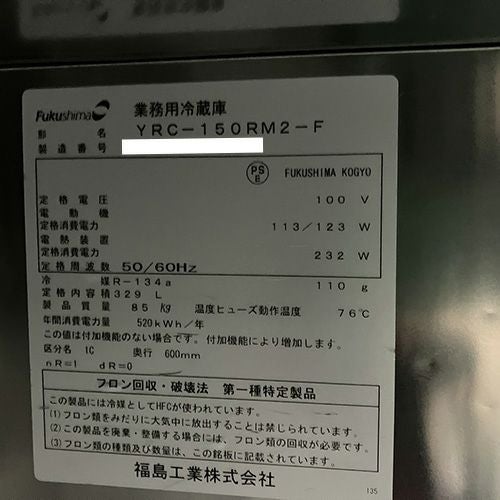 Fukushima 業務用冷蔵庫
部 名 YRC-150RM2-F
製造番号
PS E FUKUSHIMA KOGYO
定格電圧 100 V
電動機
定格消費電力 113/123 W
電熱装置
定格消費電力 232 W
定格周波数 50/60Hz
冷 媒 R-134a 110 g
定格内容積 329 L
製品質量 85 kg 温度ヒューズ動作温度 76℃
年間消費電力量 520kWh/年
この値は付加機能のない場合です。付加機能により増加します。
区分名 1C 奥行 600mm
nR=1 dR=0
フロン回収・破壊法 第一種特定製品
この製品には冷媒としてHFCが使われています。
(1)フロン類をみだりに大気中に放出することは禁じられています。
(2)この製品を廃棄・整備する場合には、フロン類の回収が必要です。
(3)フロン類の種類及び数量は、この銘板に記載されています。
福島工業株式会社
135